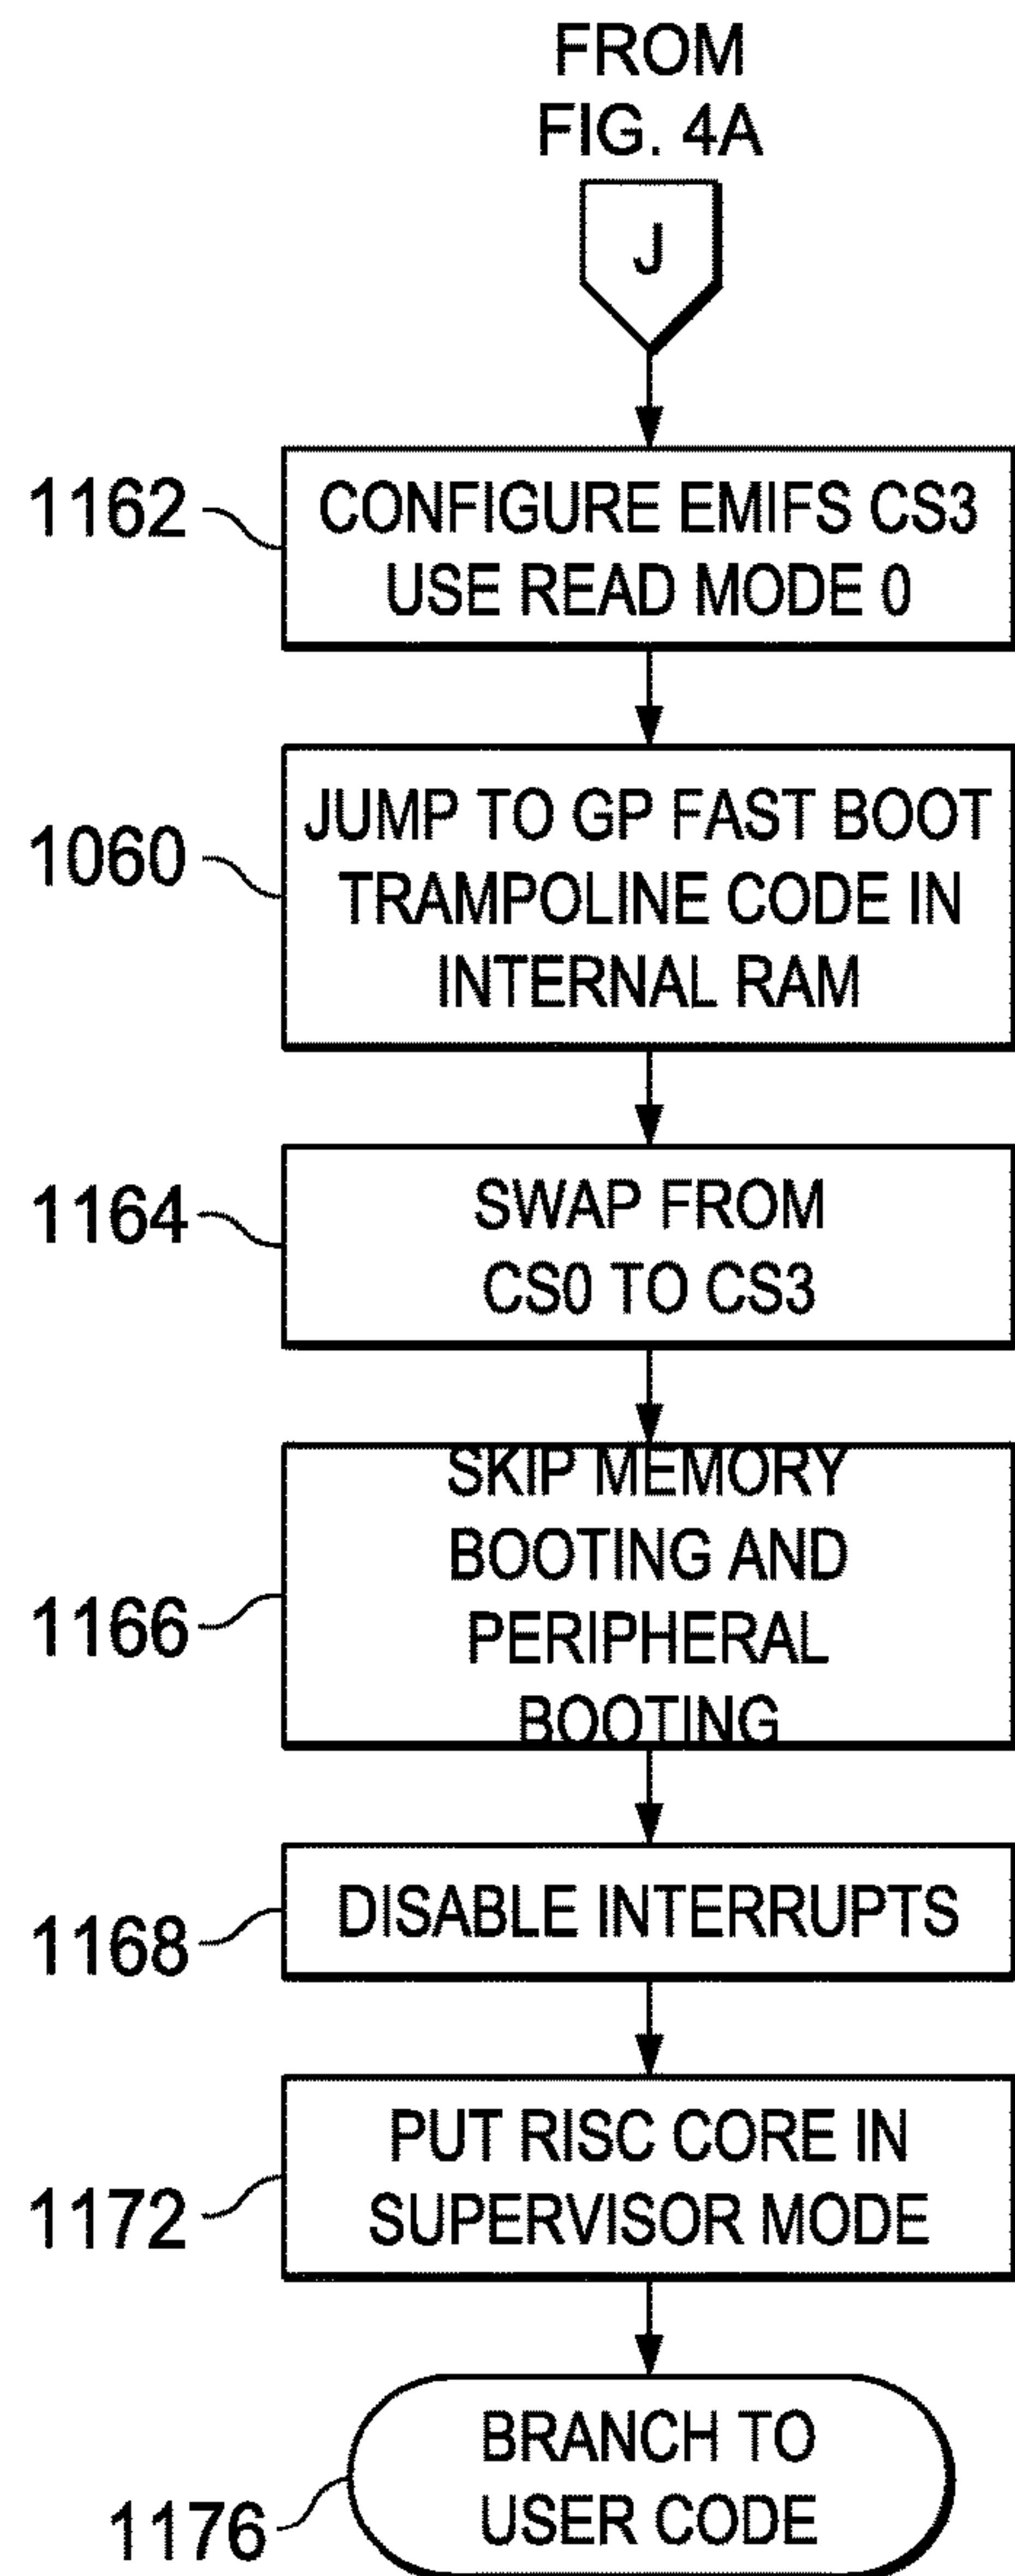 FROM
FIG. 4A
J
1162
CONFIGURE EMIFS CS3
USE READ MODE 0
1060
JUMP TO GP FAST BOOT
TRAMPOLINE CODE IN
INTERNAL RAM
1164
SWAP FROM
CS0 TO CS3
1166
SKIP MEMORY
BOOTING AND
PERIPHERAL
BOOTING
1168
DISABLE INTERRUPTS
1172
PUT RISC CORE IN
SUPERVISOR MODE
1176
BRANCH TO
USER CODE